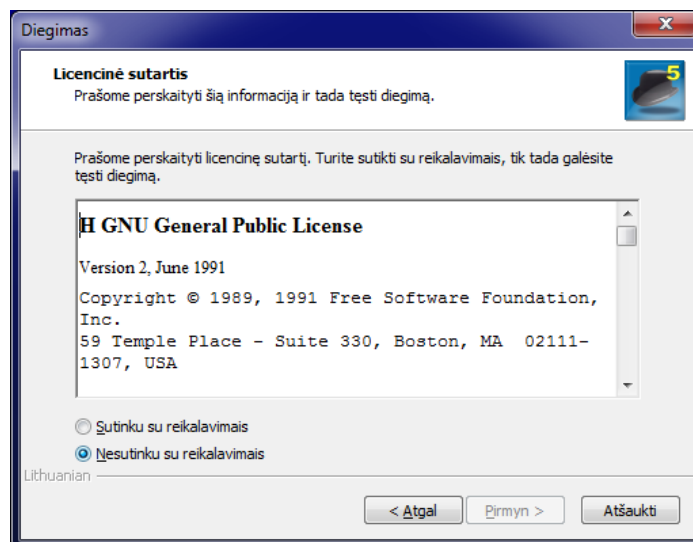 Diegimas
Licencinė sutartis
5
Prašome perskaityti šią informaciją ir tada tęsti diegimą.
Prašome perskaityti licencinę sutartį. Turite sutikti su reikalavimais, tik tada galėsite
tęsti diegimą.
H GNU General Public License
Version 2, June 1991
Copyright © 1989, 1991 Free Software Foundation,
Inc.
59 Temple Place - Suite 330, Boston, MA  02111-
1307, USA
Sutinku su reikalavimais
Nesutinku su reikalavimais
Lithuanian
< Atgal
Pirmyn >
Atšaukti